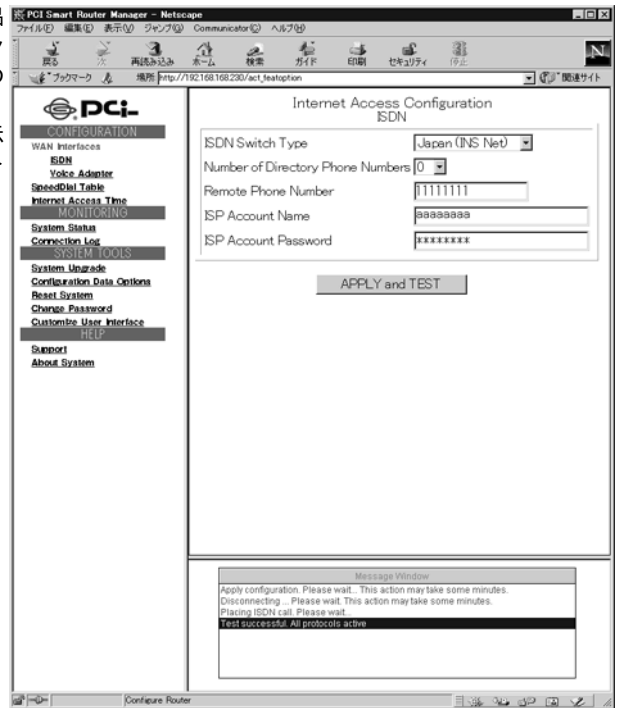 PCI Smart Router Manager - Netscape
ファイル(F) 編集(E) 表示(V) ジャンプ(G) Communicator(C) ヘルプ(H)
戻る 次 再読み込み ホーム 検索 ガイド 印刷 セキュリティ 停止
ブックマーク 場所 http://192.168.168.230/act_featoption 関連サイト
PCi
CONFIGURATION
WAN Interfaces
ISDN
Voice Adapter
SpeedDial Table
Internet Access Time
MONITORING
System Status
Connection Log
SYSTEM TOOLS
System Upgrade
Configuration Data Options
Reset System
Change Password
Customize User Interface
HELP
Support
About System
Internet Access Configuration
ISDN
ISDN Switch Type Japan (INS Net)
Number of Directory Phone Numbers 0
Remote Phone Number 11111111
ISP Account Name aaaaaaaa
ISP Account Password ********
APPLY and TEST
Message Window
Apply configuration. Please wait... This action may take some minutes.
Disconnecting ... Please wait. This action may take some minutes.
Placing ISDN call. Please wait...
Test successful. All protocols active
Configure Router